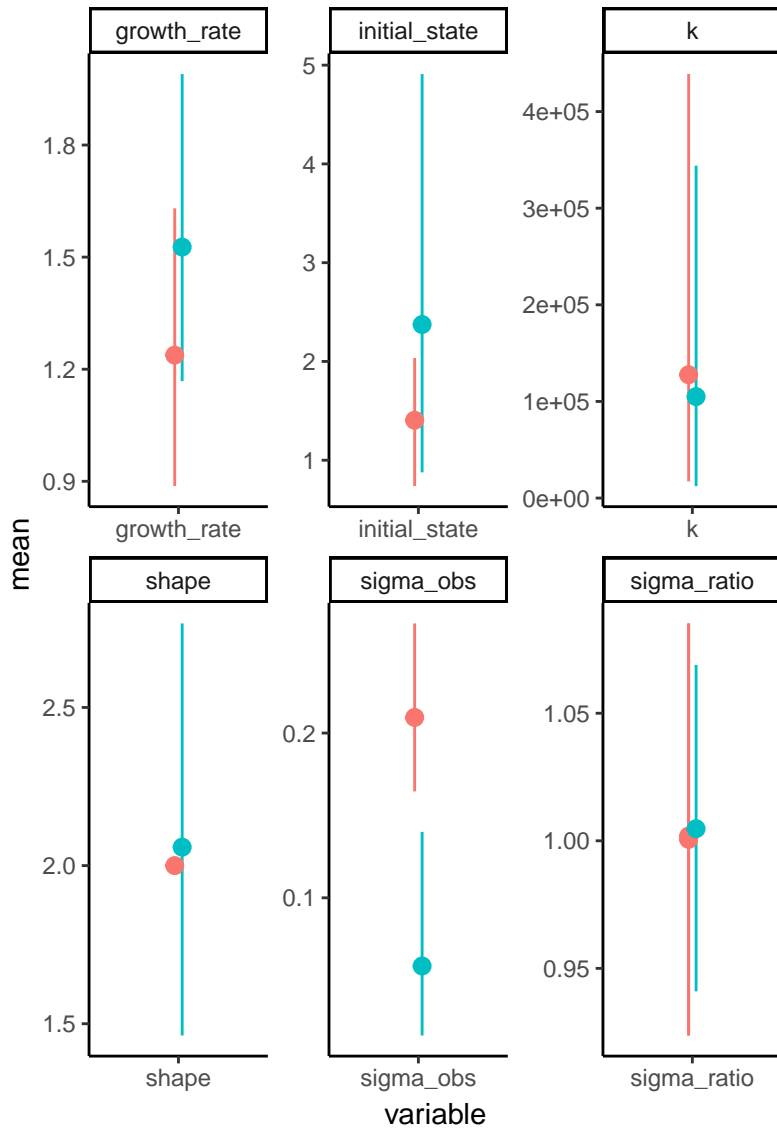 growth_rate initial_state k
1.8
1.5
1.2
0.9
5
4
3
2
1
4e+05
3e+05
2e+05
1e+05
0e+00
growth_rate initial_state k
mean
shape sigma_obs sigma_ratio
2.5
2.0
1.5
0.2
0.1
1.05
1.00
0.95
shape sigma_obs sigma_ratio
variable